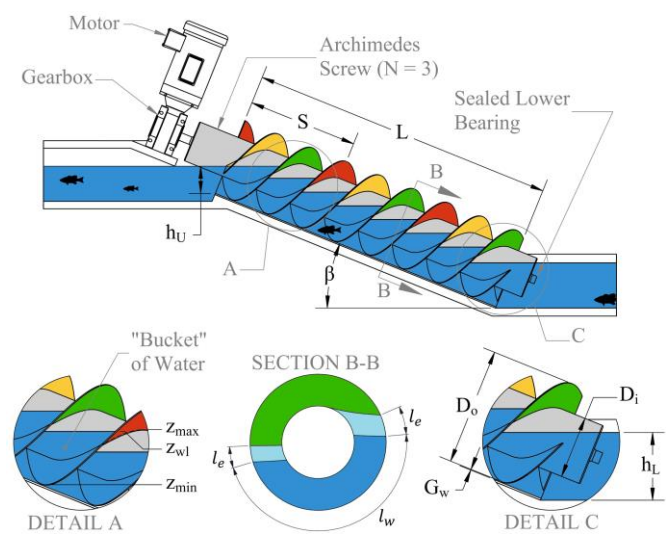 Motor
Gearbox
Archimedes
Screw (N = 3)
Sealed Lower
Bearing
S
L
B
B
h_U
A
β
C
"Bucket"
of Water
z_max
z_wl
z_min
DETAIL A
SECTION B-B
l_e
l_e
l_w
D_o
D_i
G_w
h_L
DETAIL C